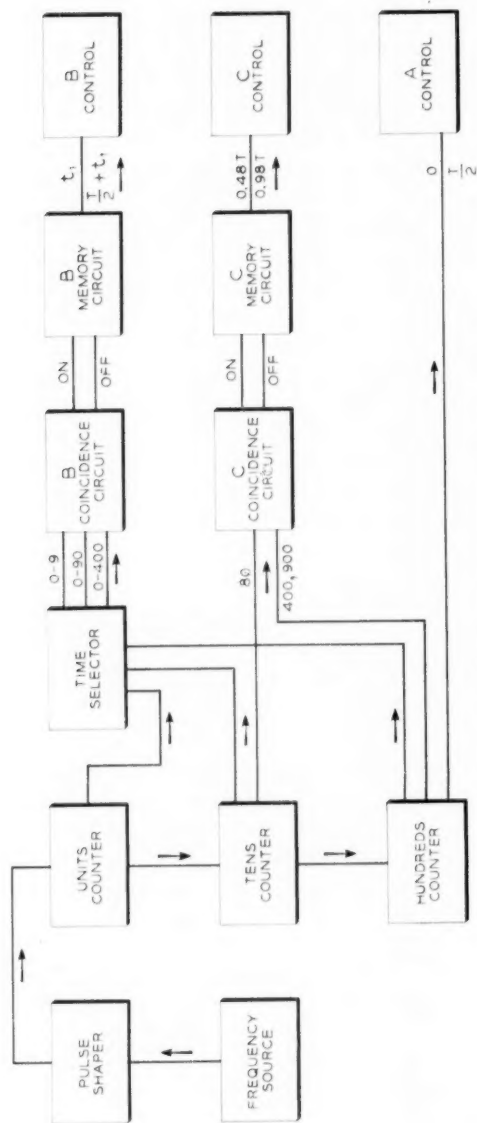 PULSE
SHAPER
FREQUENCY
SOURCE
UNITS
COUNTER
TENS
COUNTER
HUNDREDS
COUNTER
TIME
SELECTOR
0-9
0-90
0-400
80
400,900
B
COINCIDENCE
CIRCUIT
C
COINCIDENCE
CIRCUIT
ON
OFF
ON
OFF
B
MEMORY
CIRCUIT
C
MEMORY
CIRCUIT
t₁
T/2 + t₁
0.48T
0.98T
0
T/2
B
CONTROL
C
CONTROL
A
CONTROL